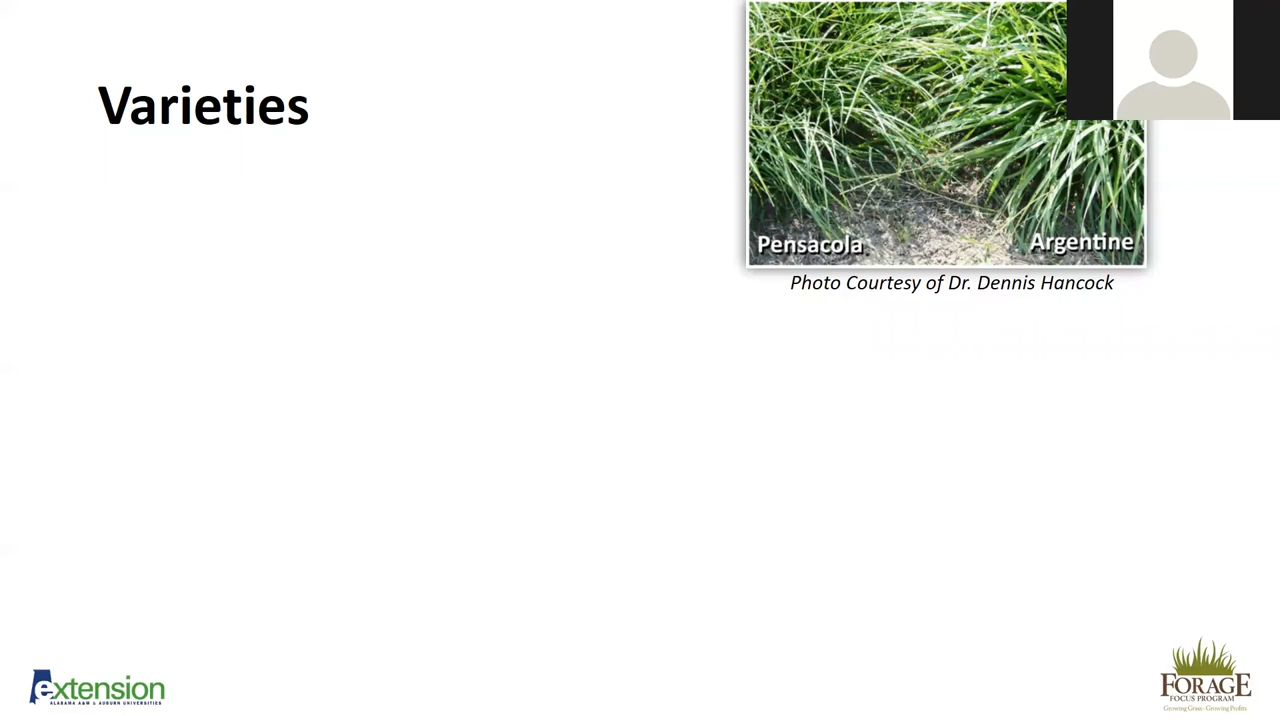 Varieties
Pensacola
Argentine
Photo Courtesy of Dr. Dennis Hancock
extension
ALABAMA A&M & AUBURN UNIVERSITIES
FORAGE
FOCUS PROGRAM
Growing Grass - Growing Profits